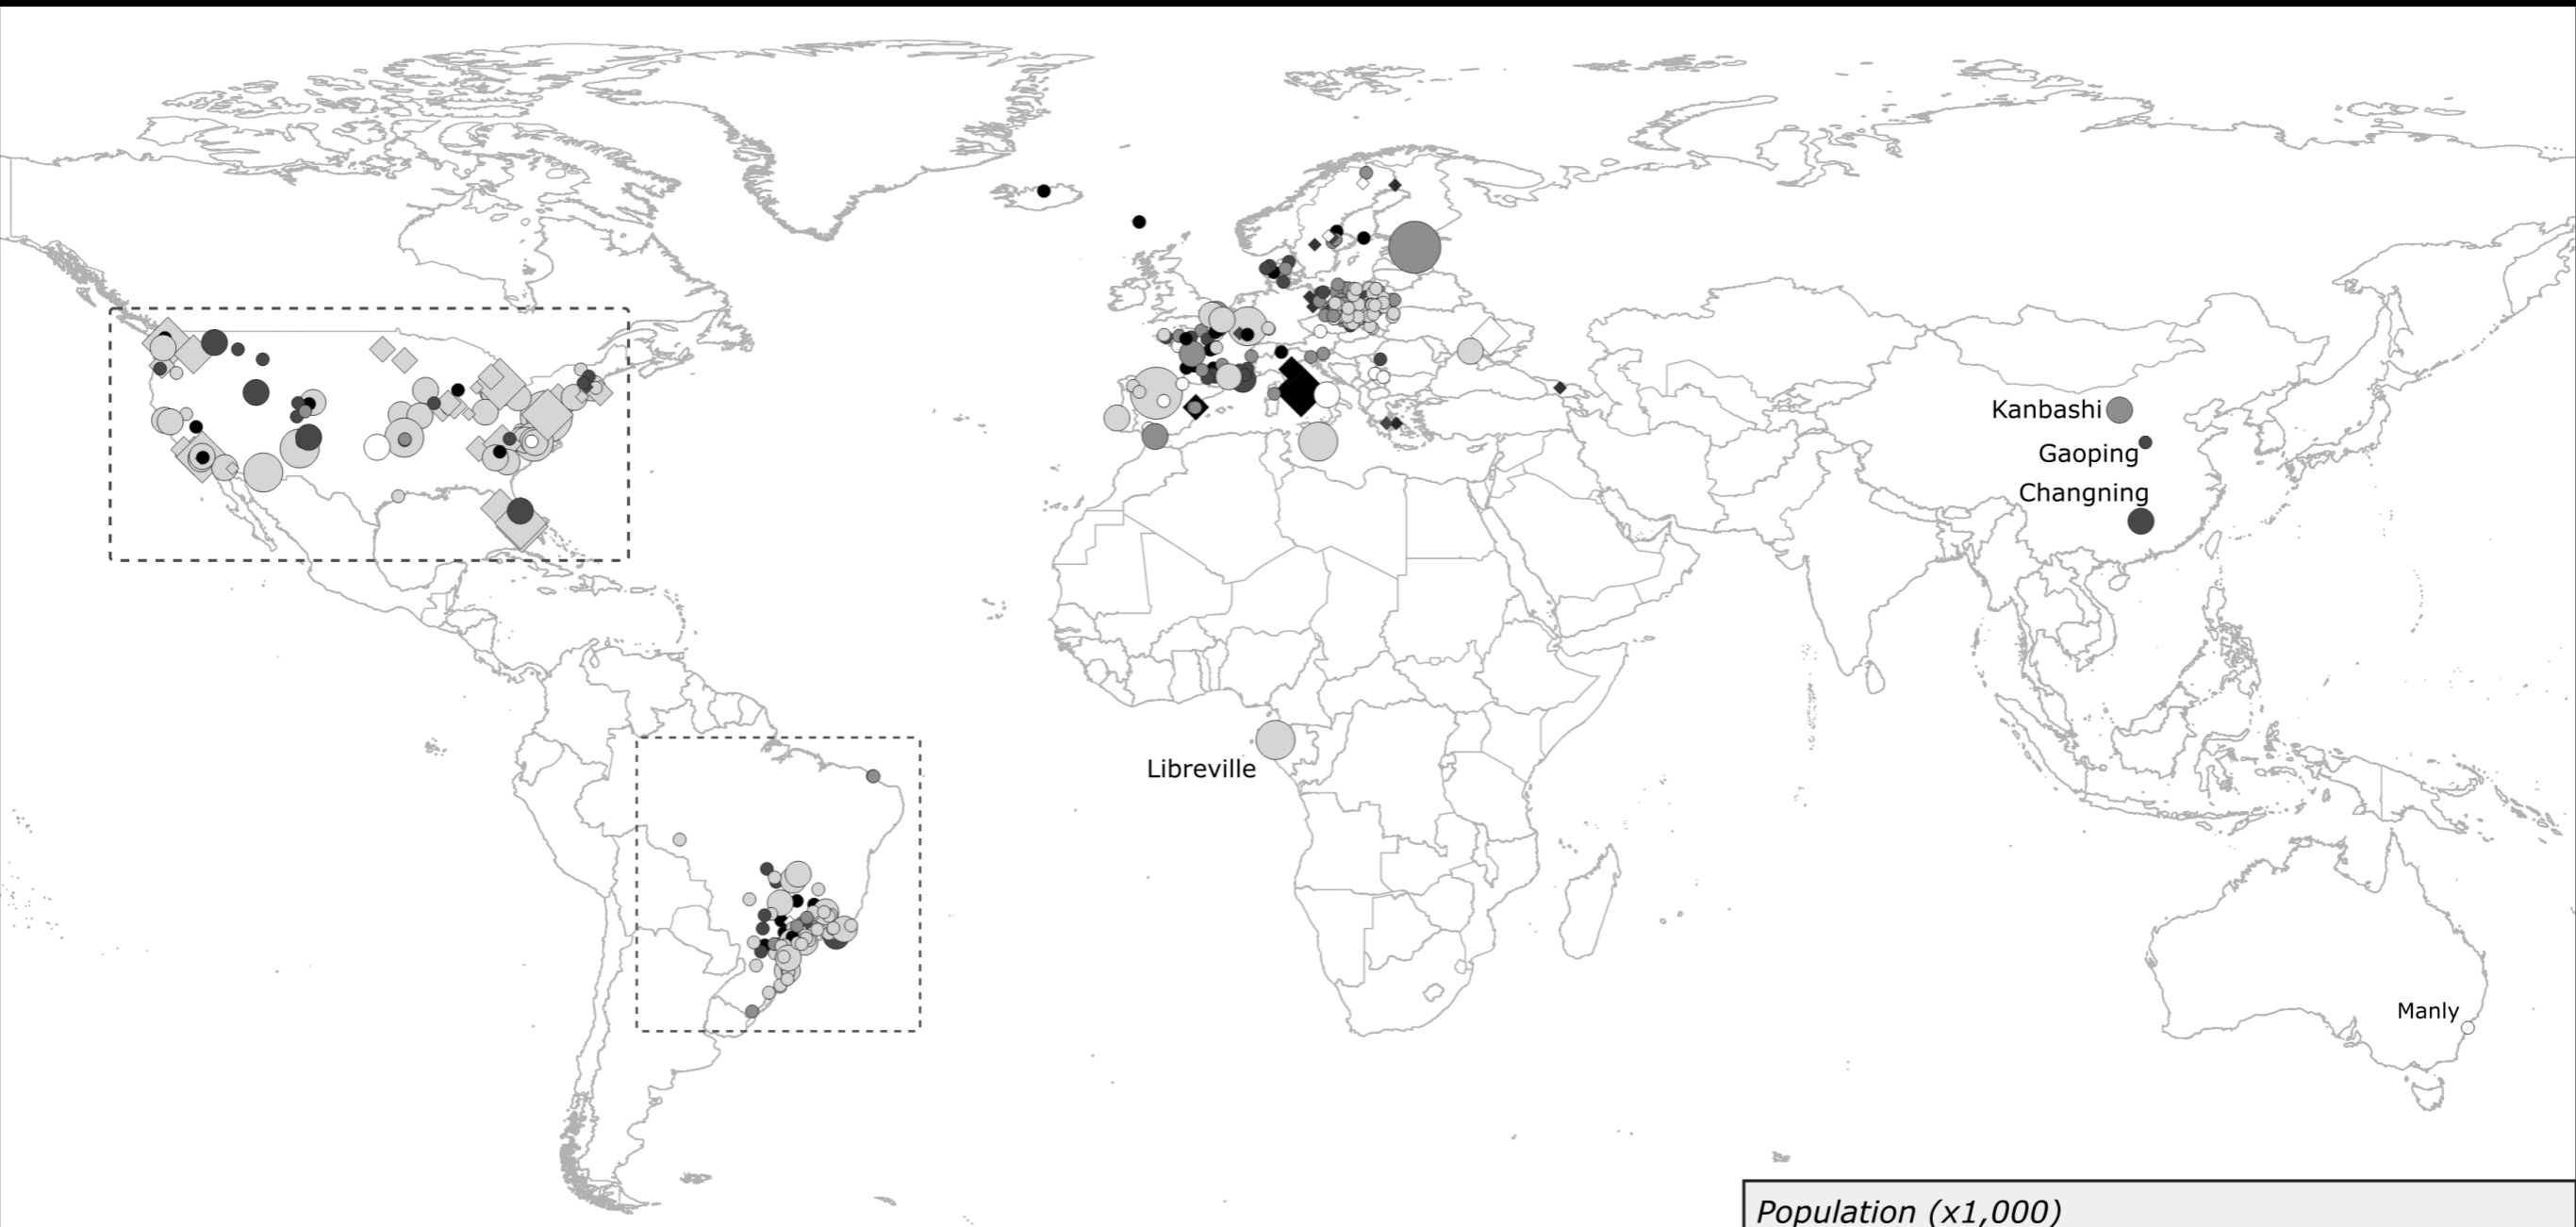 Kanbashi
Gaoping
Changning
Libreville
Manly
Population (x1,000)